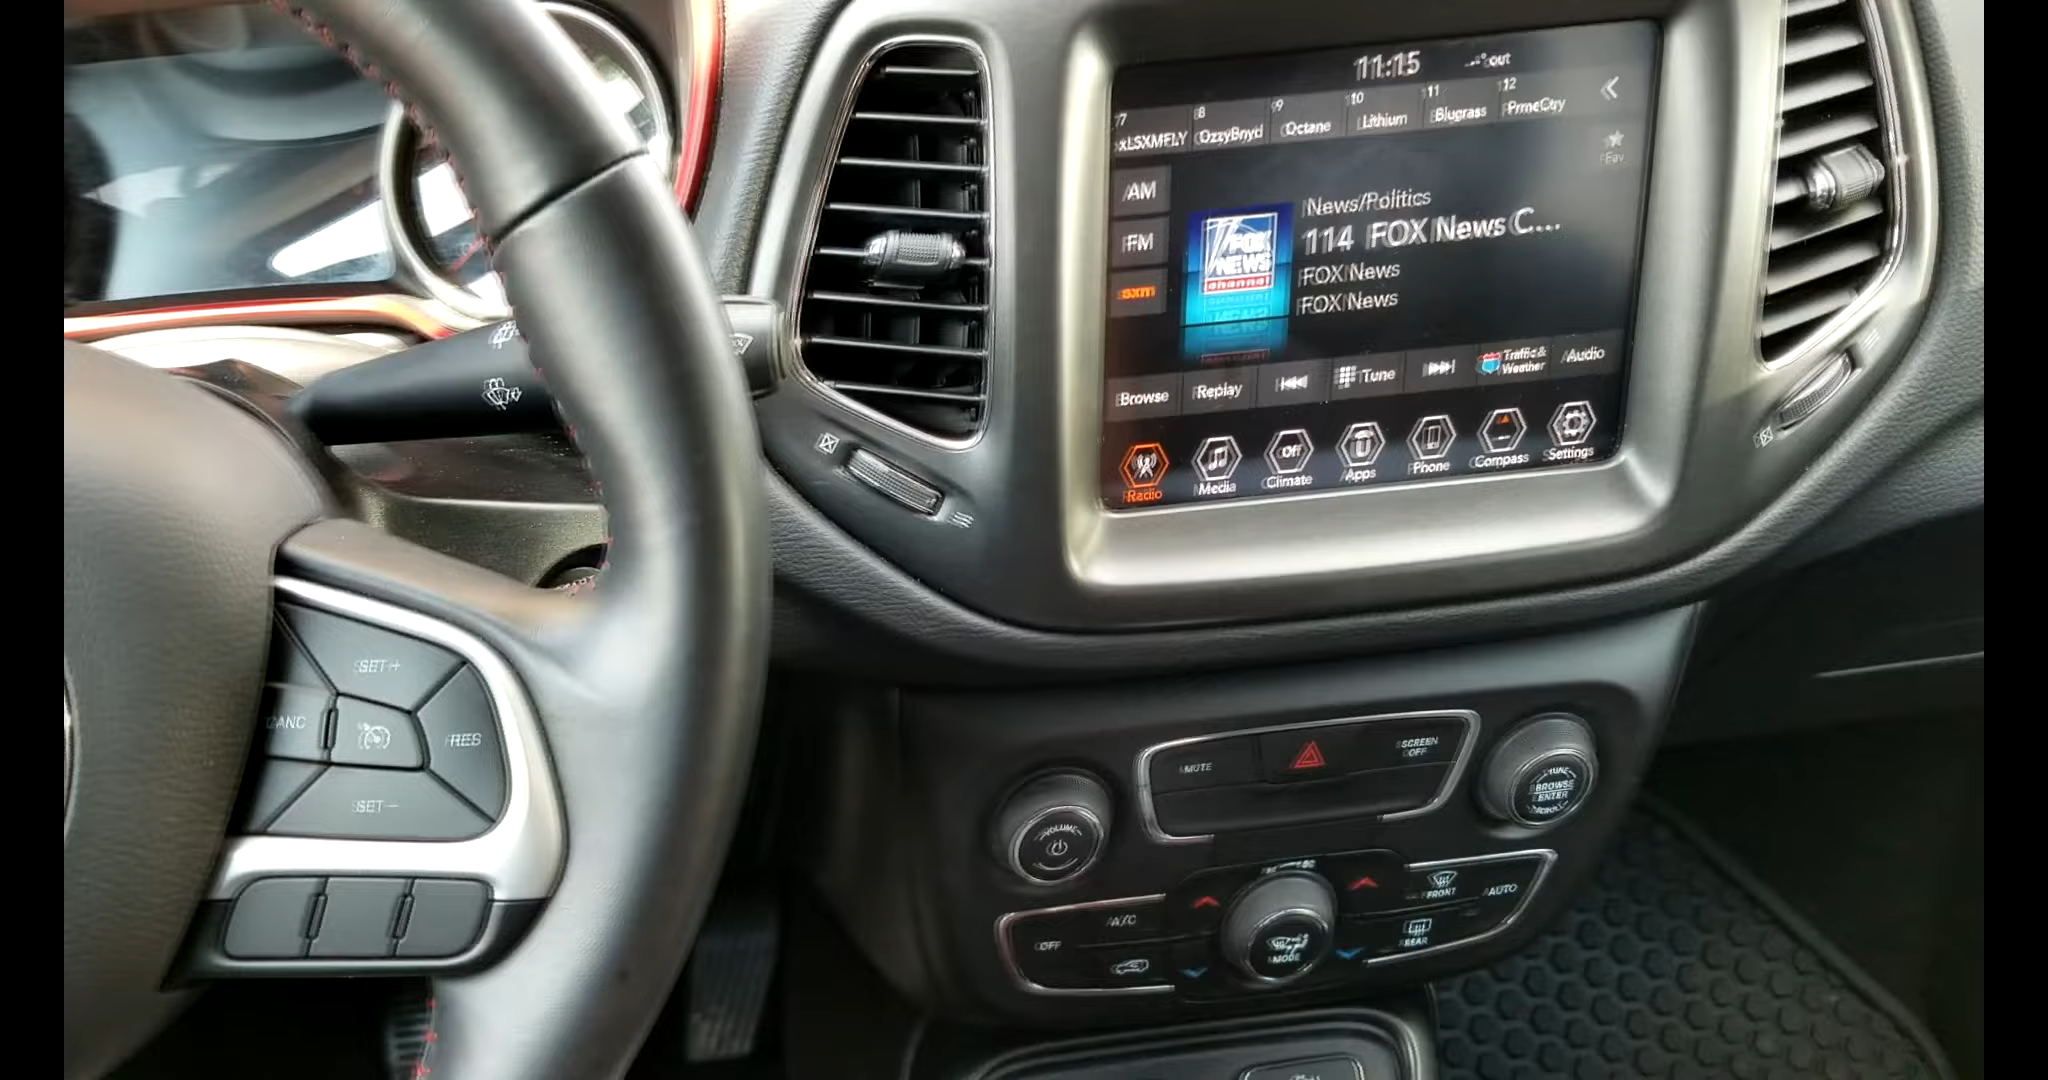 11:15
out
7 8 9 10 11 12
xLSXMFLY OzzyBnyd Octane Lithium Blugrass PrmeCtry
Fav
AM
FM
sxm
FOX
NEWS
channel
News/Politics
114 FOX News C...
FOX News
FOX News
Browse Replay Tune Traffic & Weather Audio
Off
Radio Media Climate Apps Phone Compass Settings
SET+
CANC
RES
SET-
MUTE
SCREEN OFF
VOLUME
TUNE
BROWSE
ENTER
SCROLL
A/C
OFF
MODE
FRONT
AUTO
REAR